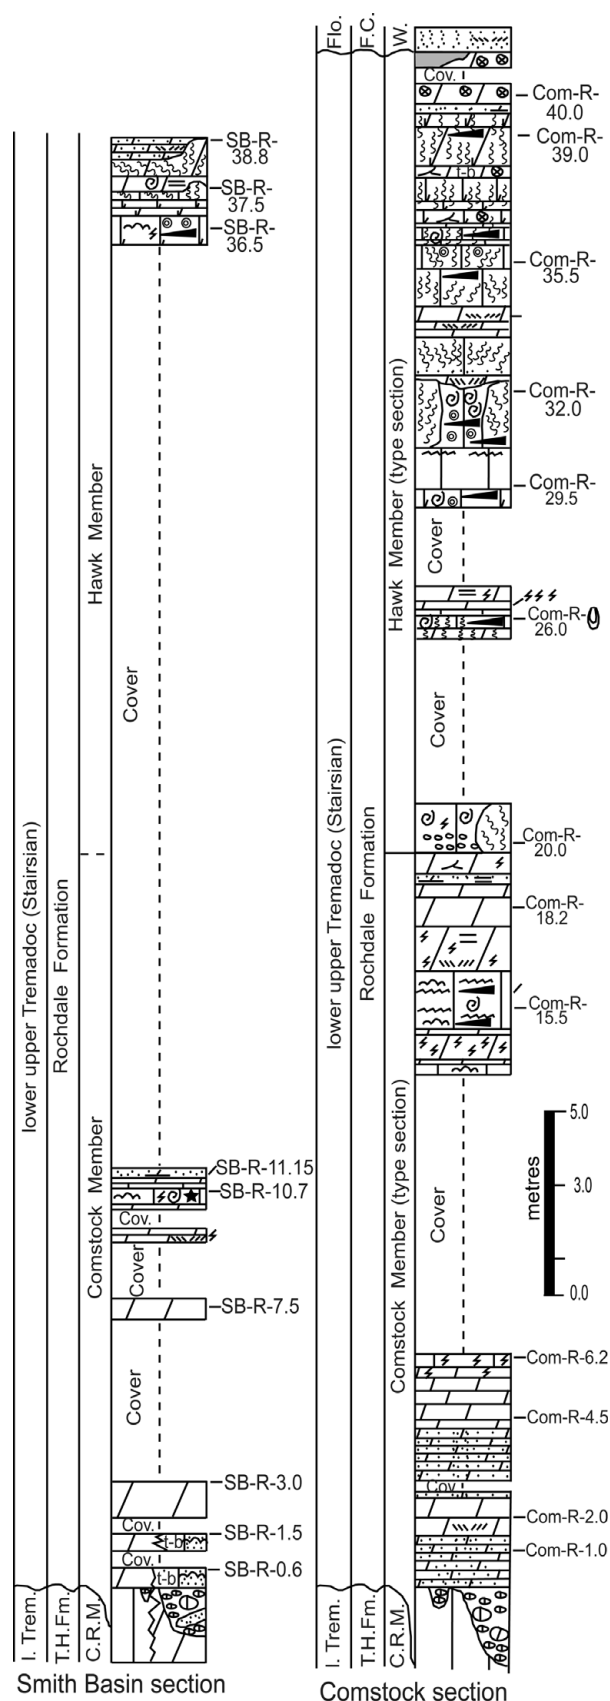 SB-R-
38.8
SB-R-
37.5
SB-R-
36.5
Hawk Member
Cover
lower upper Tremadoc (Stairsian)
Rochdale Formation
Comstock Member
SB-R-11.15
SB-R-10.7
Cov.
Cover
SB-R-7.5
Cover
SB-R-3.0
Cov.
SB-R-1.5
t-b
Cov.
SB-R-0.6
t-b
l. Trem.
T.H.Fm.
C.R.M.
Smith Basin section
Flo.
F.C.
W.
Cov.
Com-R-
40.0
Com-R-
39.0
t-b
Com-R-
35.5
Com-R-
32.0
Com-R-
29.5
Hawk Member (type section)
Cover
Com-R-
26.0
Cover
Com-R-
20.0
lower upper Tremadoc (Stairsian)
Rochdale Formation
Com-R-
18.2
Com-R-
15.5
Comstock Member (type section)
Cover
5.0
3.0
0.0
metres
Com-R-6.2
Com-R-4.5
Cov.
Com-R-2.0
Com-R-1.0
l. Trem.
T.H.Fm.
C.R.M.
Comstock section